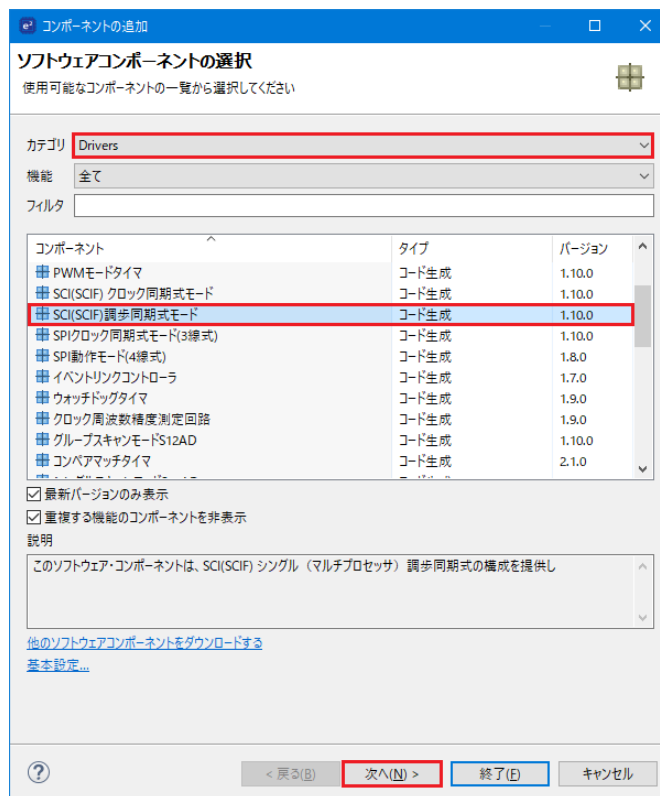 e² コンポーネントの追加
ソフトウェアコンポーネントの選択
使用可能なコンポーネントの一覧から選択してください
カテゴリ Drivers
機能 全て
フィルタ
コンポーネント タイプ バージョン
PWMモードタイマ コード生成 1.10.0
SCI(SCIF) クロック同期式モード コード生成 1.10.0
SCI(SCIF)調歩同期式モード コード生成 1.10.0
SPIクロック同期式モード(3線式) コード生成 1.10.0
SPI動作モード(4線式) コード生成 1.8.0
イベントリンクコントローラ コード生成 1.7.0
ウォッチドッグタイマ コード生成 1.9.0
クロック周波数精度測定回路 コード生成 1.9.0
グループスキャンモードS12AD コード生成 1.10.0
コンペアマッチタイマ コード生成 2.1.0
最新バージョンのみ表示
重複する機能のコンポーネントを非表示
説明
このソフトウェア・コンポーネントは、SCI(SCIF) シングル（マルチプロセッサ）調歩同期式の構成を提供し
他のソフトウェアコンポーネントをダウンロードする
基本設定...
< 戻る(B) 次へ(N) > 終了(F) キャンセル